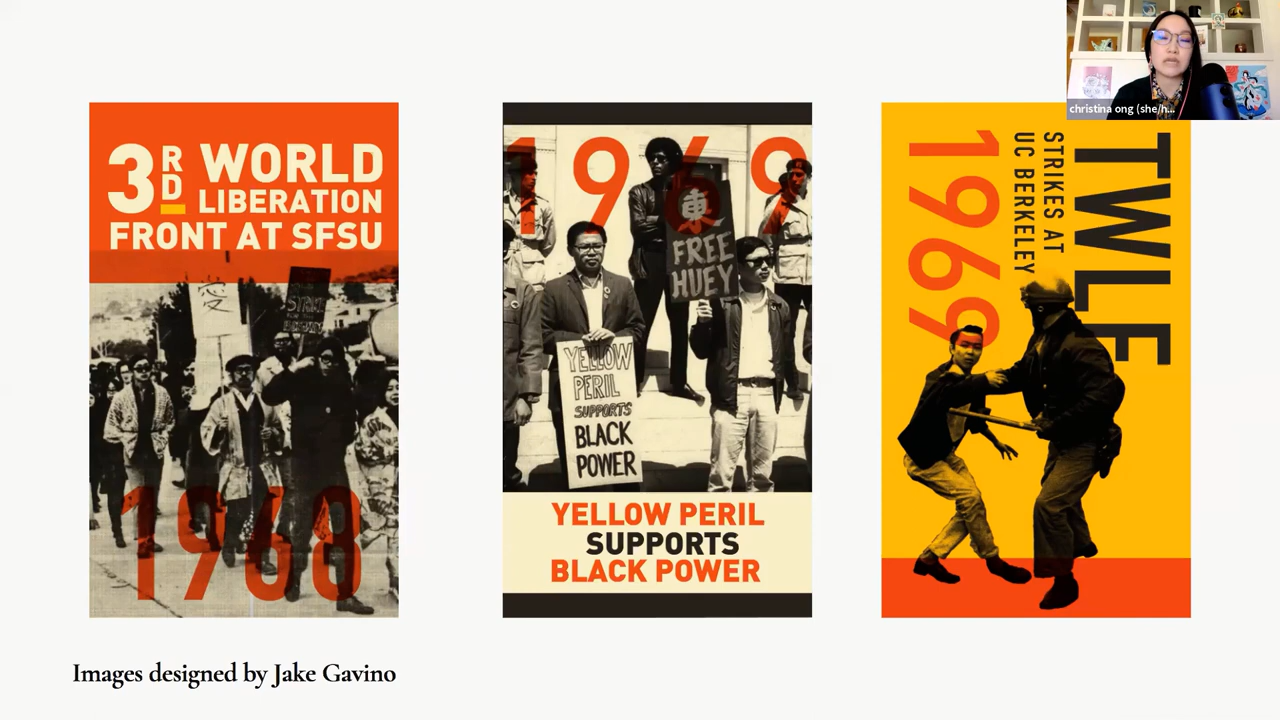 3RD WORLD
LIBERATION
FRONT AT SFSU
STRIKE
1968
1969
東
FREE
HUEY
YELLOW
PERIL
SUPPORTS
BLACK
POWER
YELLOW PERIL
SUPPORTS
BLACK POWER
TWLF
STRIKES AT
UC BERKELEY
1969
christina ong (she/h...
Images designed by Jake Gavino